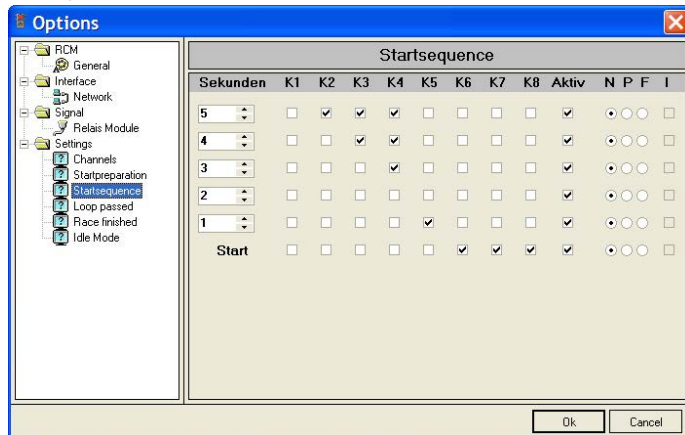 Options
RCM
General
Interface
Network
Signal
Relais Module
Settings
Channels
Startpreparation
Startsequence
Loop passed
Race finished
Idle Mode
Startsequence
Sekunden K1 K2 K3 K4 K5 K6 K7 K8 Aktiv N P F I
5
4
3
2
1
Start
Ok Cancel